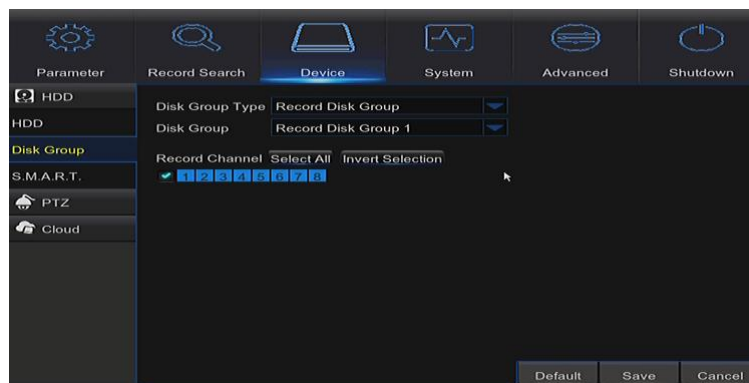 Parameter Record Search Device System Advanced Shutdown
HDD
HDD
Disk Group
S.M.A.R.T.
PTZ
Cloud
Disk Group Type Record Disk Group
Disk Group Record Disk Group 1
Record Channel Select All Invert Selection
1 2 3 4 5 6 7 8
Default Save Cancel